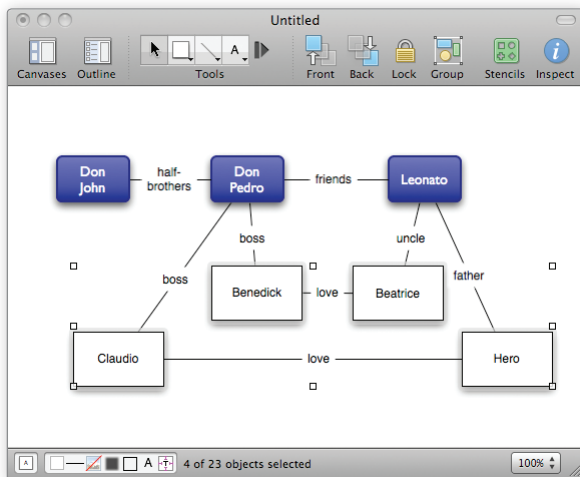 Untitled
Canvases Outline Tools Front Back Lock Group Stencils Inspect
A
Don
John
half-
brothers
Don
Pedro
friends
Leonato
boss
uncle
boss
father
Benedick
love
Beatrice
Claudio
love
Hero
A
A
T
4 of 23 objects selected
100%